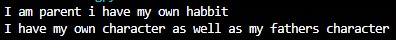 I am parent i have my own habbit
I have my own character as well as my fathers character